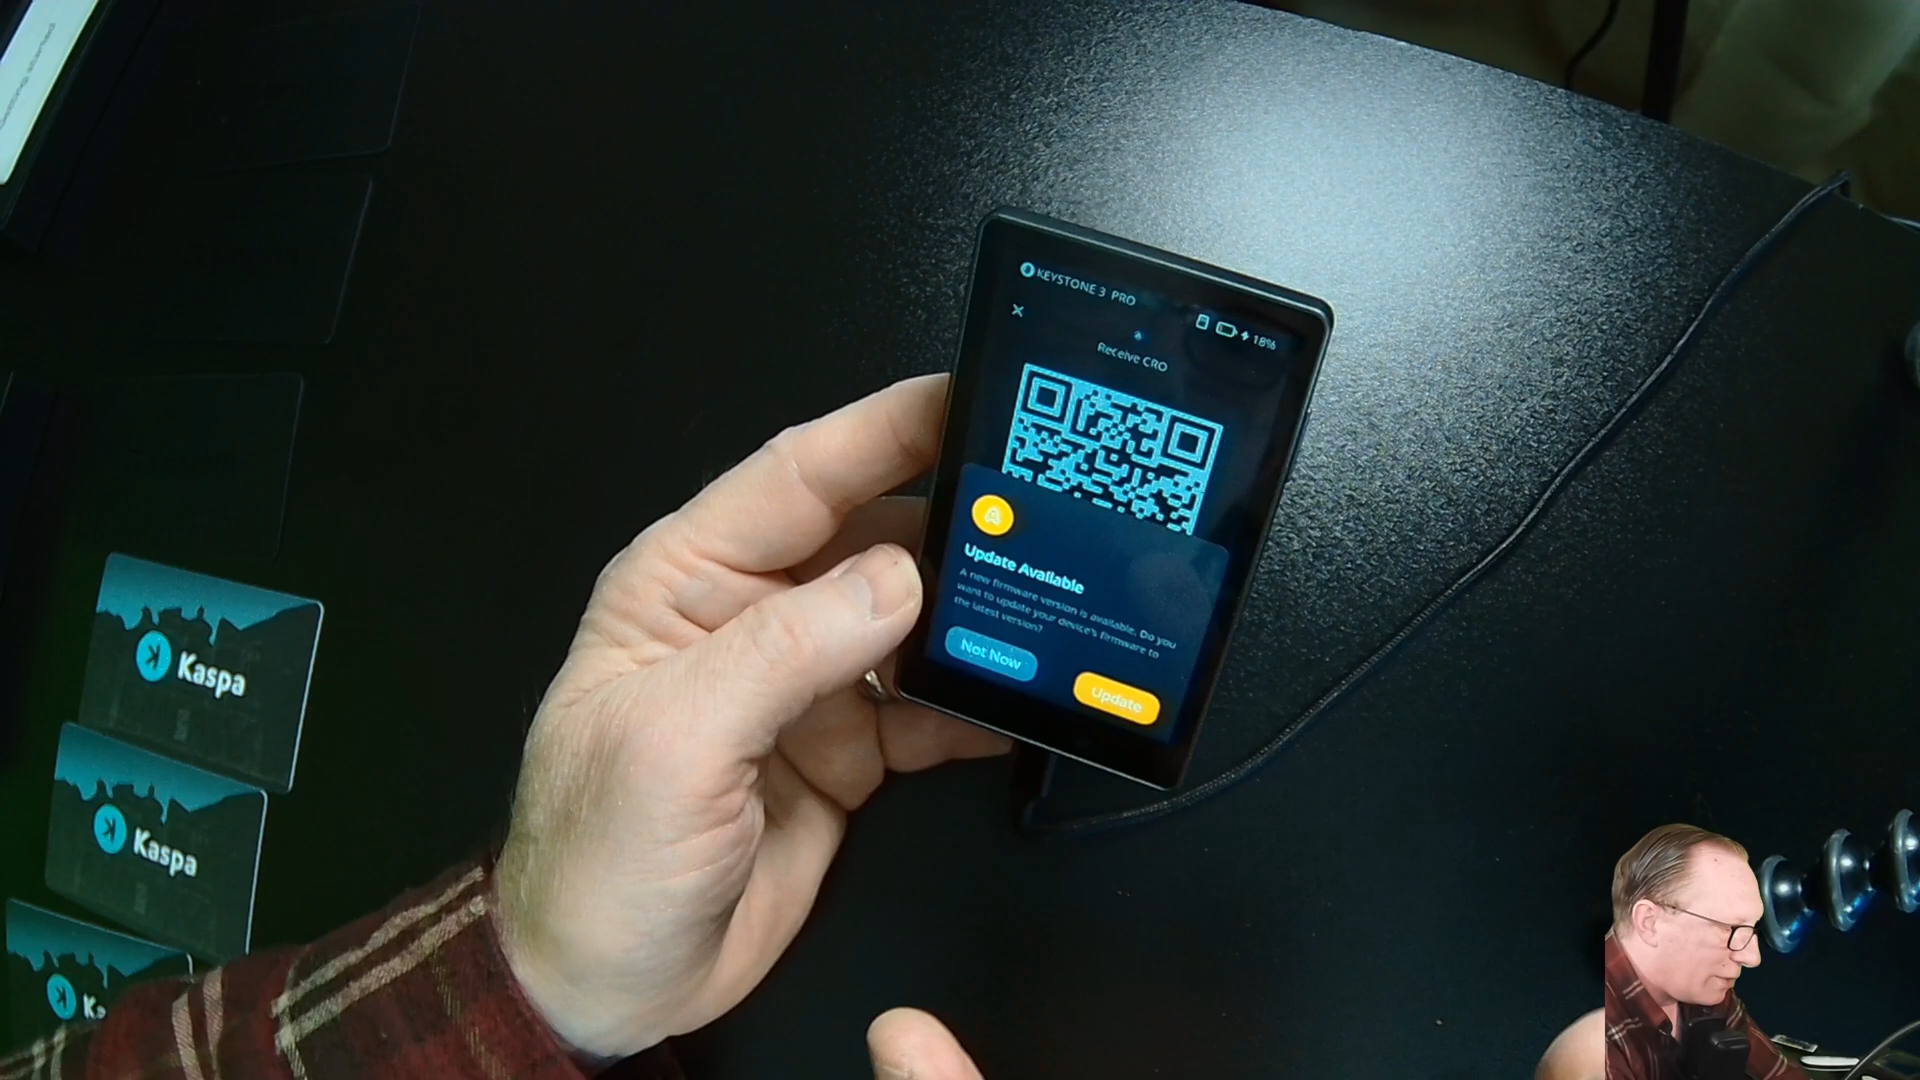 KEYSTONE 3 PRO
18%
Receive CRO
Update Available
A new firmware version is available. Do you
want to update your device's firmware to
the latest version?
Not Now
Update
Kaspa
Kaspa
Ka